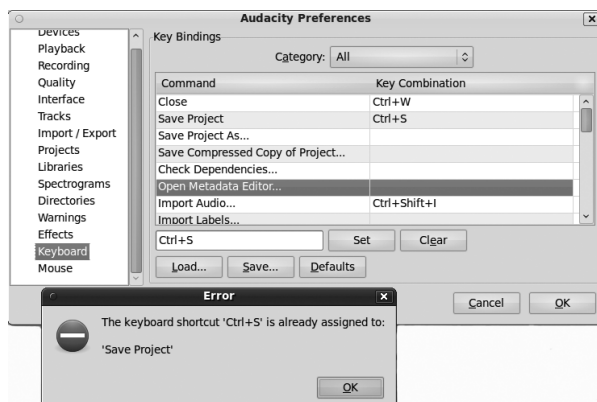 Audacity Preferences
Devices
Playback
Recording
Quality
Interface
Tracks
Import / Export
Projects
Libraries
Spectrograms
Directories
Warnings
Effects
Keyboard
Mouse
Key Bindings
Category: All
Command Key Combination
Close Ctrl+W
Save Project Ctrl+S
Save Project As...
Save Compressed Copy of Project...
Check Dependencies...
Open Metadata Editor...
Import Audio... Ctrl+Shift+I
Import Labels...
Ctrl+S Set Clear
Load... Save... Defaults
Cancel OK
Error
The keyboard shortcut 'Ctrl+S' is already assigned to:
'Save Project'
OK